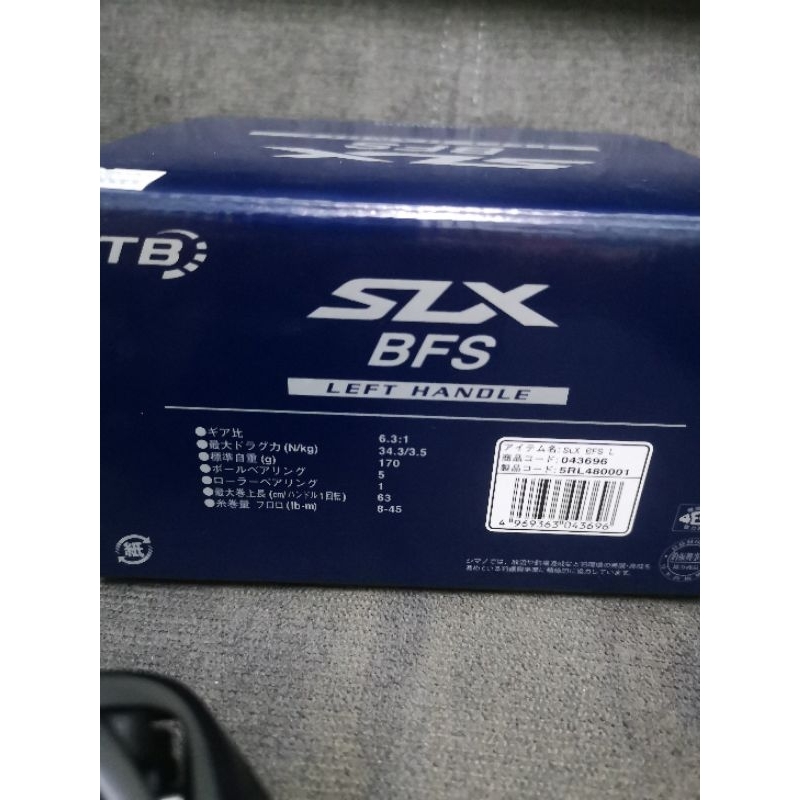 SLX
BFS
TB
SLX
BFS
LEFT HANDLE
●ギア比 6.3:1
●最大ドラグ力(N/kg) 34.3/3.5
●標準自重(g) 170
●ボールベアリング 5
●ローラーベアリング 1
●最大巻上長(cm/ハンドル1回転) 63
●糸巻量 フロロ(lb-m) 8-45
アイテム名:SLX BFS L
商品コード:043696
製品コード:5RL480001
4 969363 043696
紙